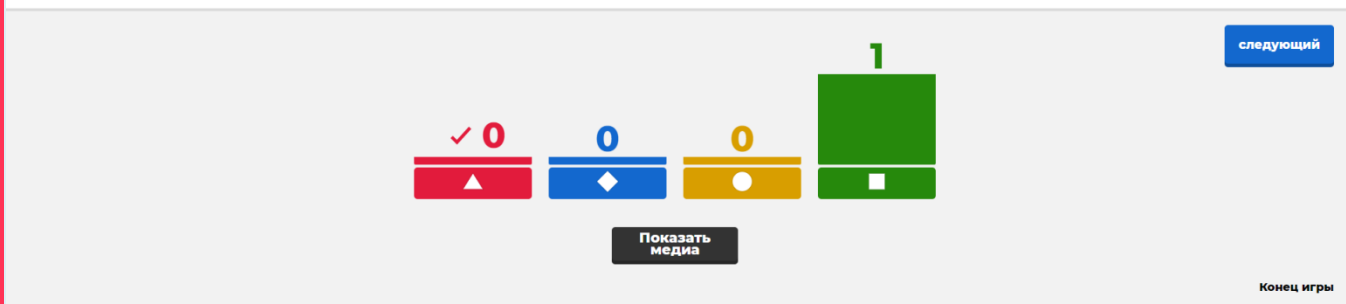 следующий
1
0
0
0
Показать
медиа
Конец игры